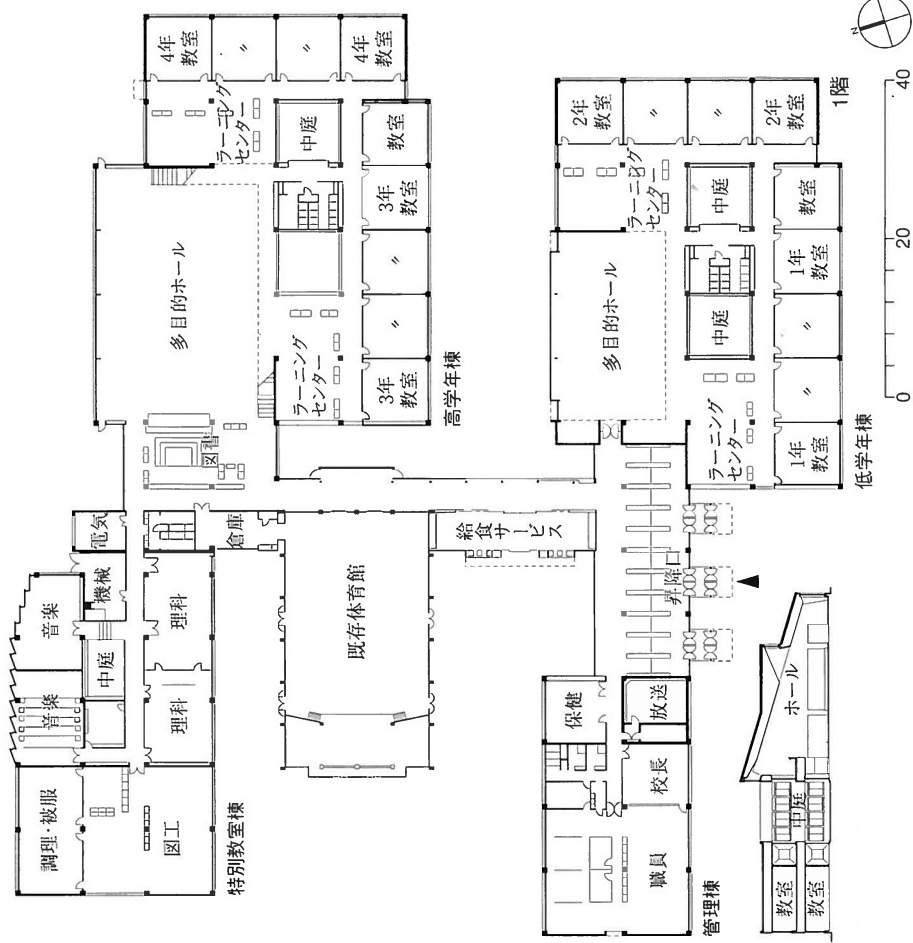 4年
教室
〃
〃
4年
教室
ラーニング
センター
中庭
教室
3年
教室
〃
〃
3年
教室
ラーニング
センター
多目的ホール
図書
高学年棟
2年
教室
〃
〃
2年
教室
1階
ラーニング
センター
中庭
教室
1年
教室
〃
〃
1年
教室
中庭
多目的ホール
ラーニング
センター
低学年棟
N
40
20
0
電気
機械
音楽
音楽
中庭
理科
理科
倉庫
調理・被服
図工
特別教室棟
既存体育館
給食サービス
昇降口
保健
放送
校長
職員
管理棟
ホール
中庭
教室
教室